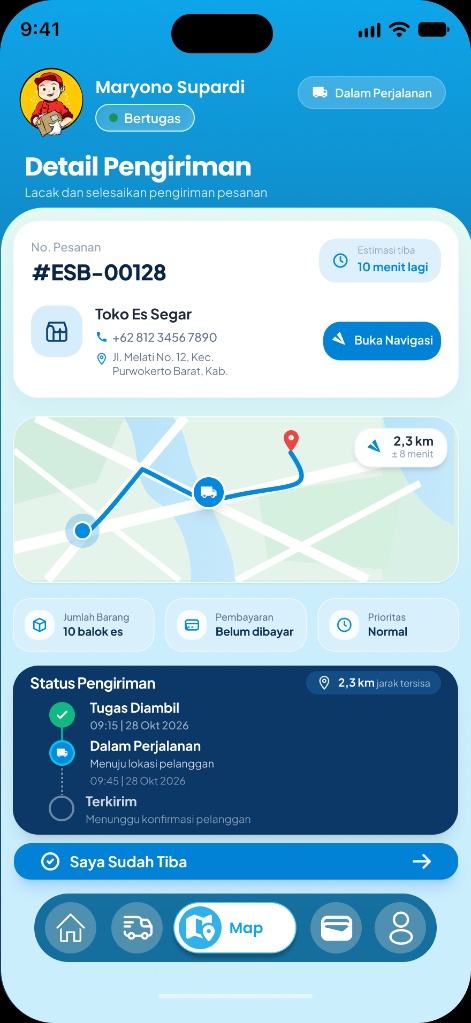 9:41
Maryono Supardi
Bertugas
Dalam Perjalanan
Detail Pengiriman
Lacak dan selesaikan pengiriman pesanan
No. Pesanan
#ESB-00128
Estimasi tiba
10 menit lagi
Toko Es Segar
+62 812 3456 7890
Jl. Melati No. 12, Kec.
Purwokerto Barat, Kab.
Buka Navigasi
2,3 km
± 8 menit
Jumlah Barang
10 balok es
Pembayaran
Belum dibayar
Prioritas
Normal
Status Pengiriman
2,3 km jarak tersisa
Tugas Diambil
09:15 | 28 Okt 2026
Dalam Perjalanan
Menuju lokasi pelanggan
09:45 | 28 Okt 2026
Terkirim
Menunggu konfirmasi pelanggan
Saya Sudah Tiba
Map